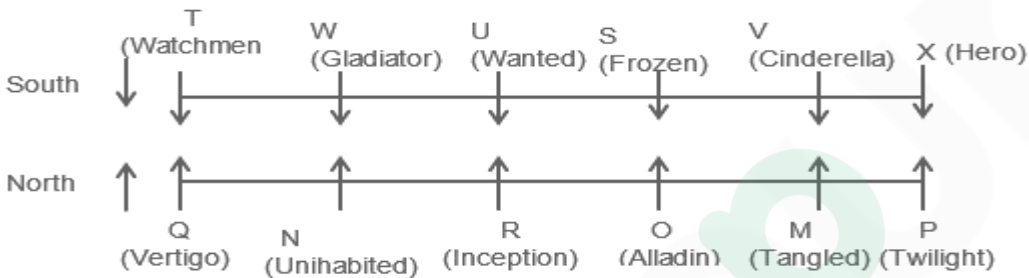 T
(Watchmen
W
(Gladiator)
U
(Wanted)
S
(Frozen)
V
(Cinderella)
X (Hero)
South
North
Q
(Vertigo)
N
(Unihabited)
R
(Inception)
O
(Alladin)
M
(Tangled)
P
(Twilight)